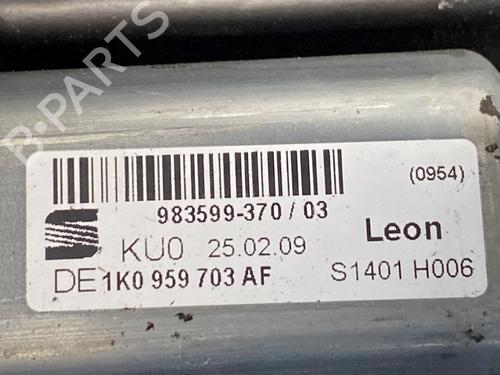 B-PARTS
(0954)
983599-370 / 03
KU0 25.02.09
Leon
DE 1K0 959 703 AF
S1401 H006